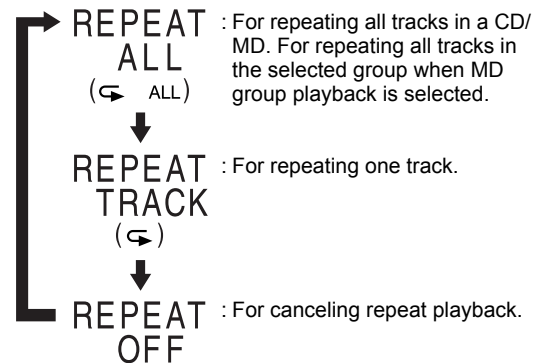 REPEAT : For repeating all tracks in a CD/
ALL MD. For repeating all tracks in
the selected group when MD
( ALL) group playback is selected.
REPEAT : For repeating one track.
TRACK
( )
REPEAT : For canceling repeat playback.
OFF